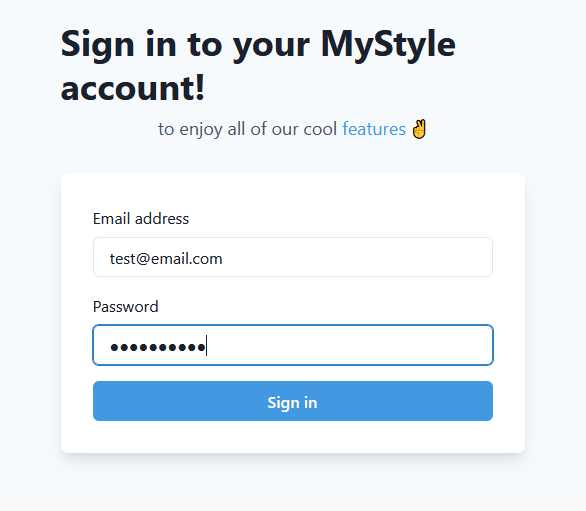 Sign in to your MyStyle
account!
to enjoy all of our cool features ✌
Email address
test@email.com
Password
●●●●●●●●●●
Sign in